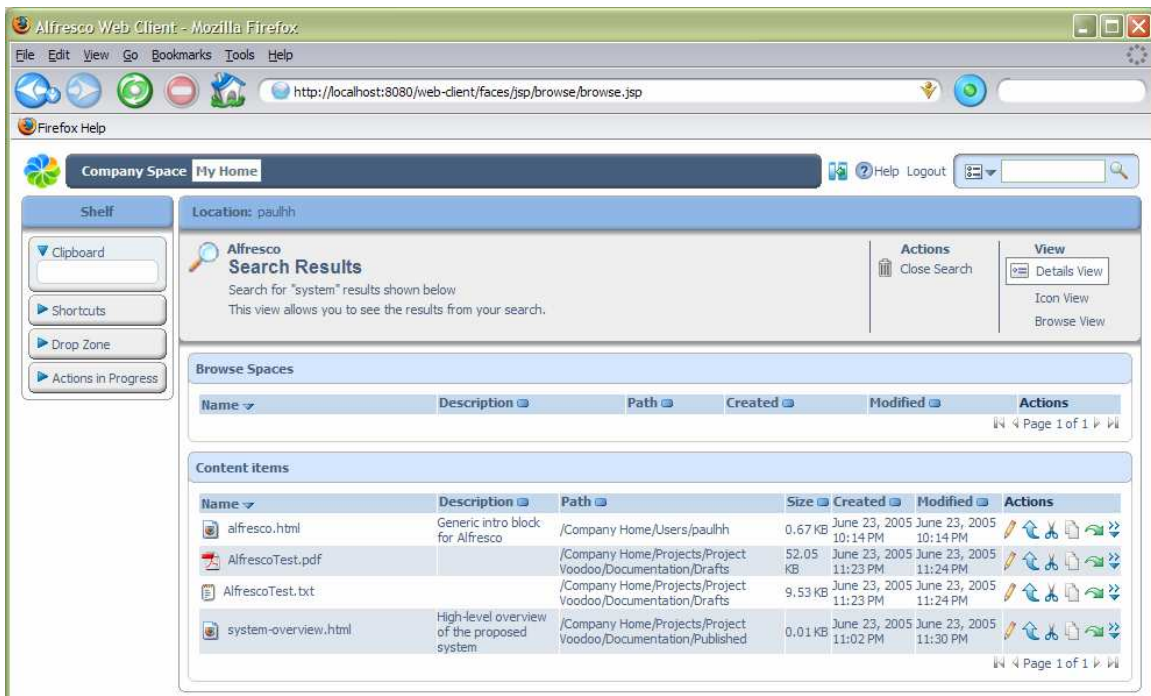 Alfresco Web Client - Mozilla Firefox
File Edit View Go Bookmarks Tools Help
http://localhost:8080/web-client/faces/jsp/browse/browse.jsp
Firefox Help
Company Space My Home
Help Logout
Shelf
Clipboard
Shortcuts
Drop Zone
Actions in Progress
Location: paulhh
Alfresco
Search Results
Search for "system" results shown below
This view allows you to see the results from your search.
Actions
Close Search
View
Details View
Icon View
Browse View
Browse Spaces
Name Description Path Created Modified Actions
Page 1 of 1
Content items
Name Description Path Size Created Modified Actions
alfresco.html Generic intro block /Company Home/Users/paulhh 0.67 KB June 23, 2005 June 23, 2005
for Alfresco 10:14 PM 10:14 PM
AlfrescoTest.pdf /Company Home/Projects/Project 52.05 June 23, 2005 June 23, 2005
Voodoo/Documentation/Drafts KB 11:23 PM 11:24 PM
AlfrescoTest.txt /Company Home/Projects/Project 9.53 KB June 23, 2005 June 23, 2005
Voodoo/Documentation/Drafts 11:23 PM 11:24 PM
system-overview.html High-level overview /Company Home/Projects/Project 0.01 KB June 23, 2005 June 23, 2005
of the proposed Voodoo/Documentation/Published 11:02 PM 11:30 PM
system
Page 1 of 1